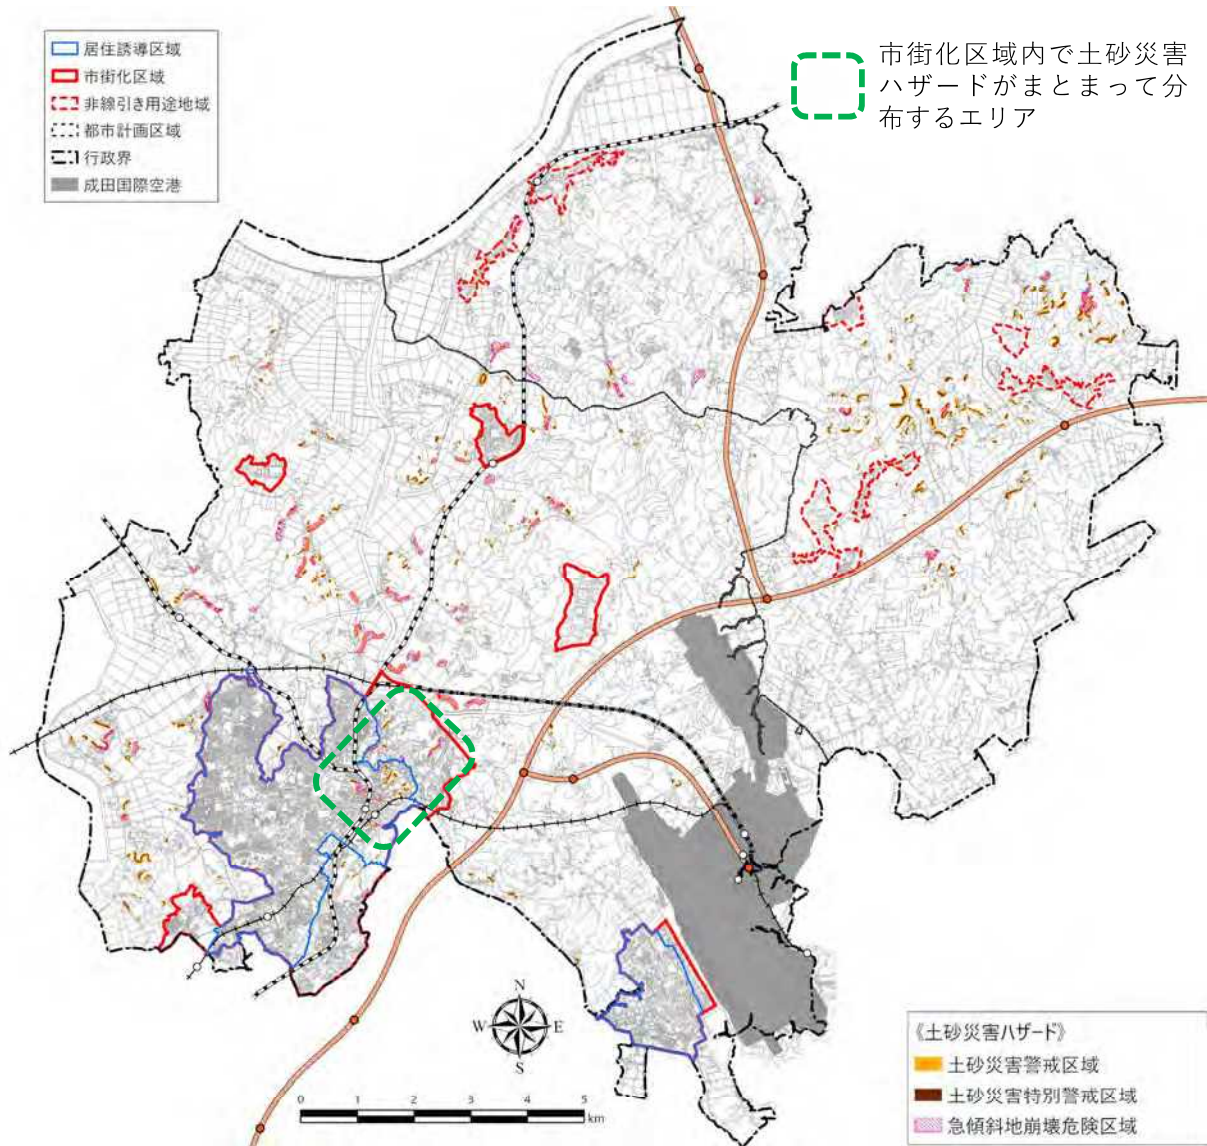 居住誘導区域
市街化区域
非線引き用途地域
都市計画区域
行政界
成田国際空港
市街化区域内で土砂災害
ハザードがまとまって分
布するエリア
N
W
E
S
0
1
2
3
4
5
km
《土砂災害ハザード》
土砂災害警戒区域
土砂災害特別警戒区域
急傾斜地崩壊危険区域